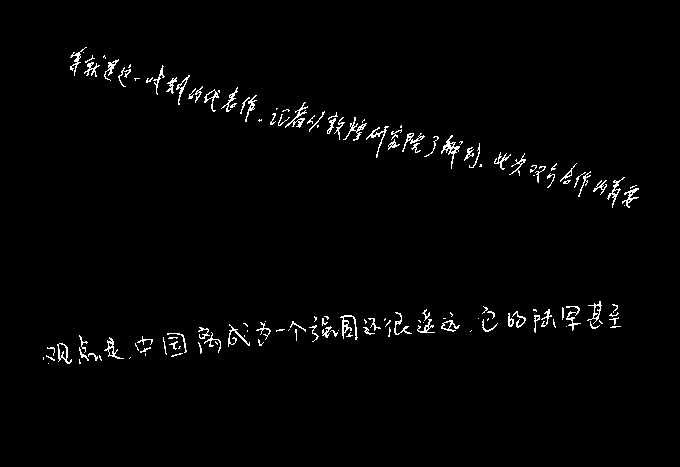 等就是这一时期的代表作。记者从敦煌研究院了解到，此次双方合作的首要
观点是，中国离成为一个强国还很遥远，它的陆军甚至